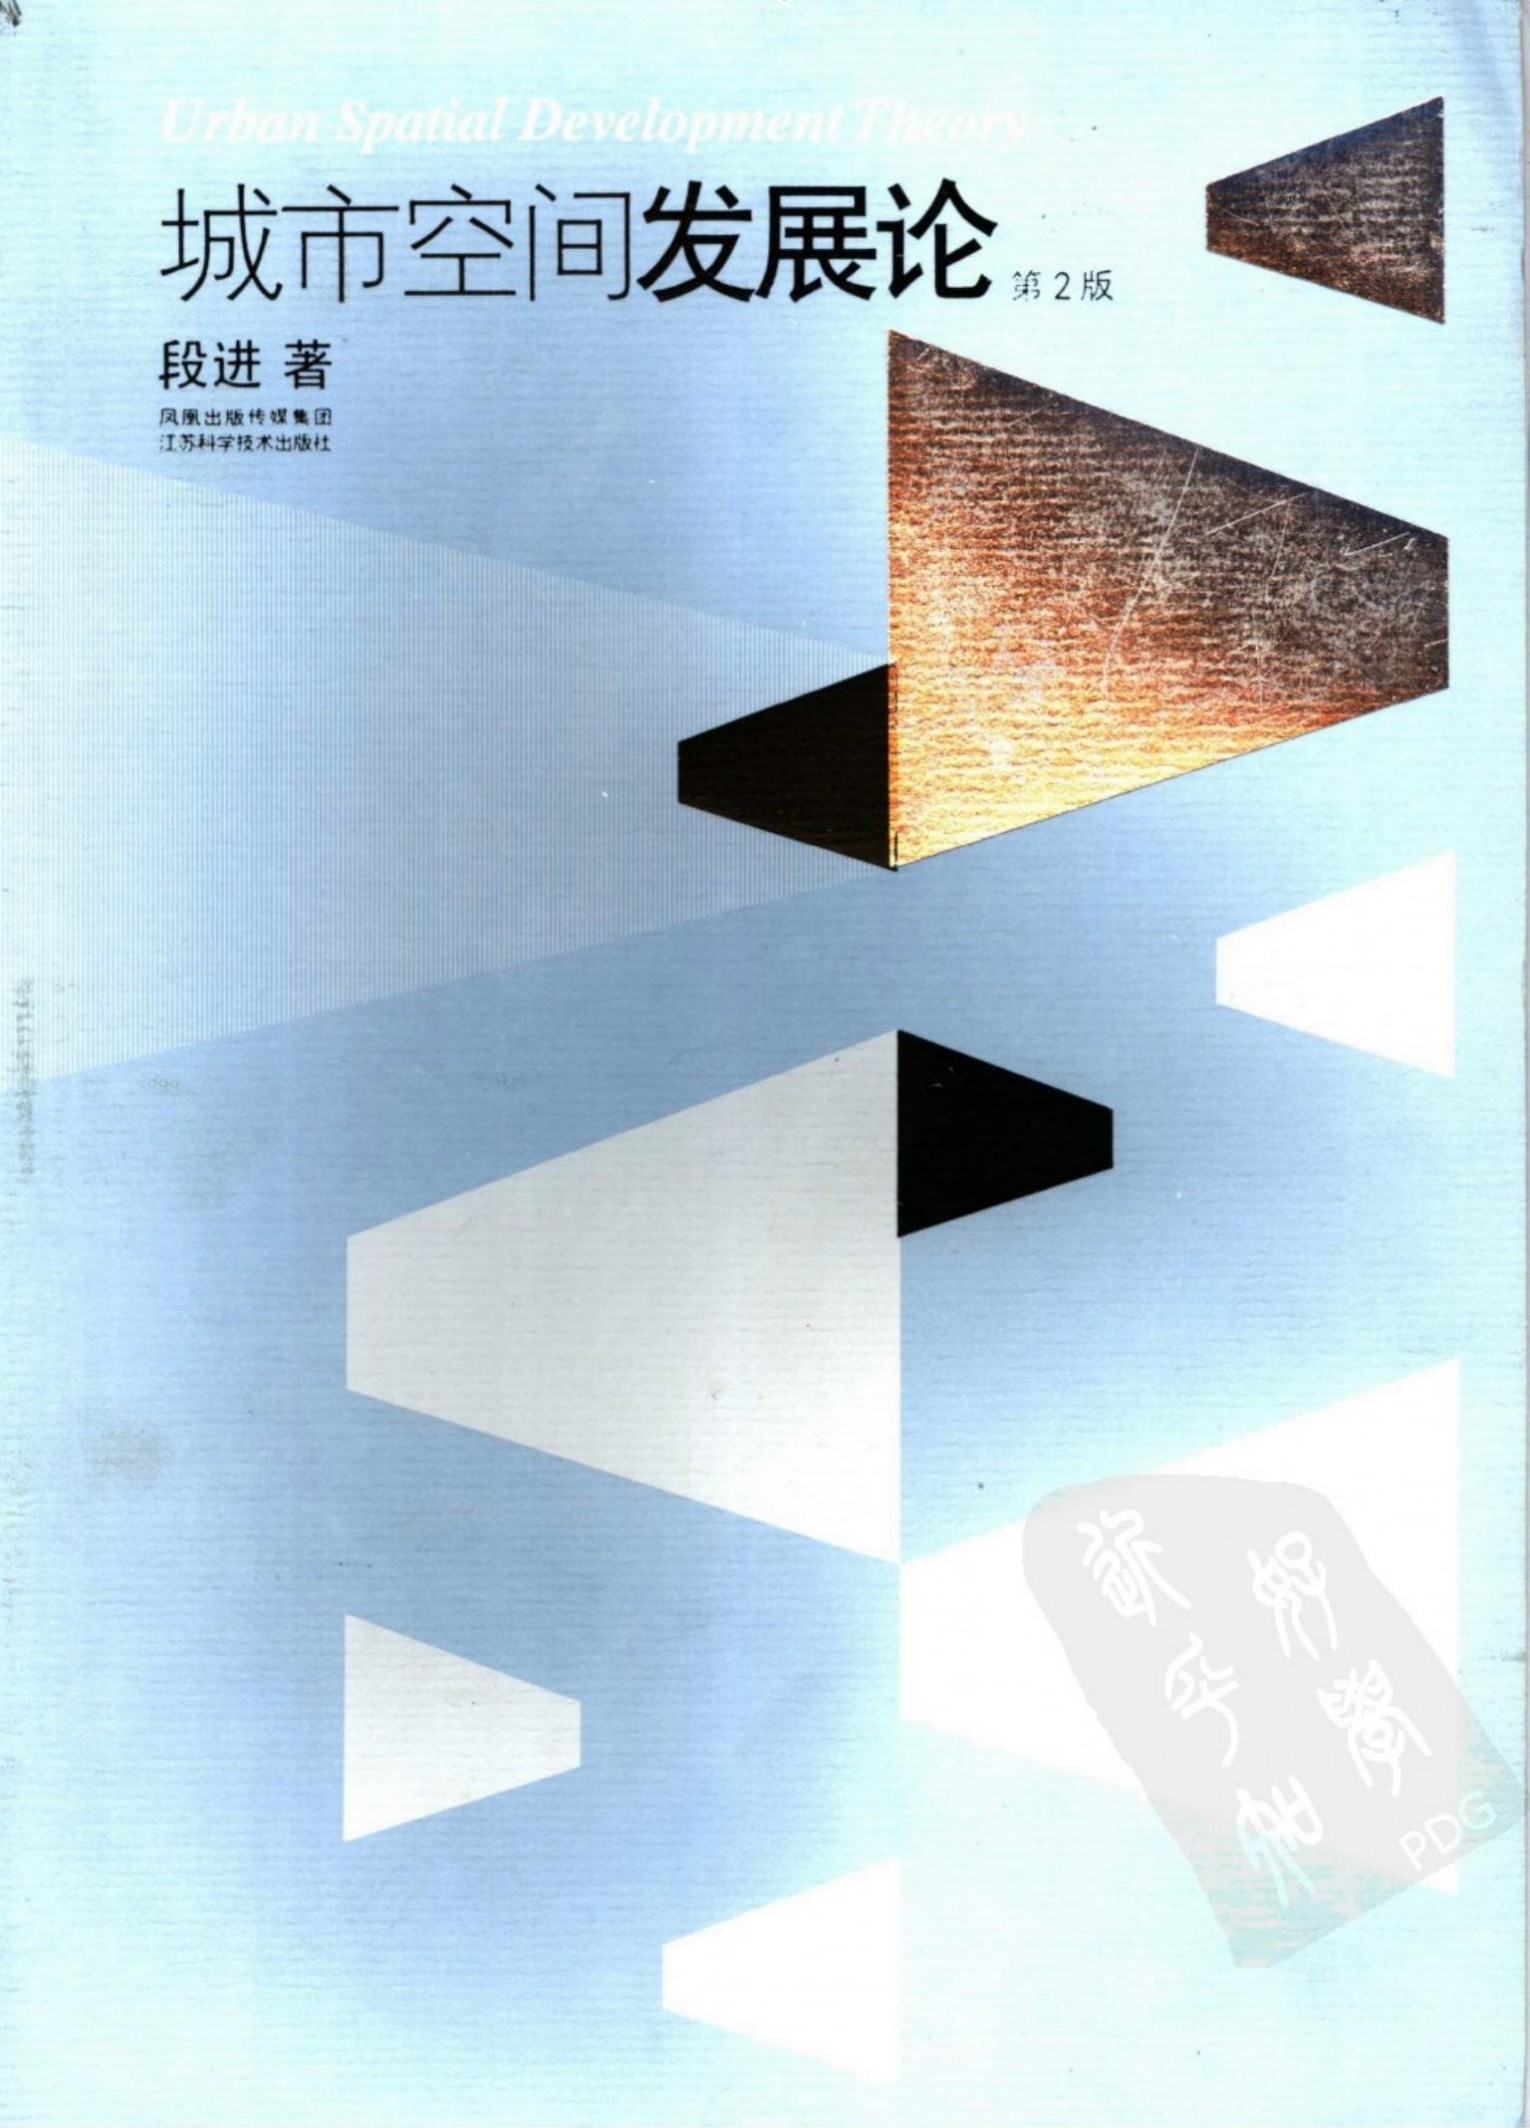 Urban Spatial Development Theory
城市空间发展论 第2版
段进 著
凤凰出版传媒集团
江苏科学技术出版社
PDG